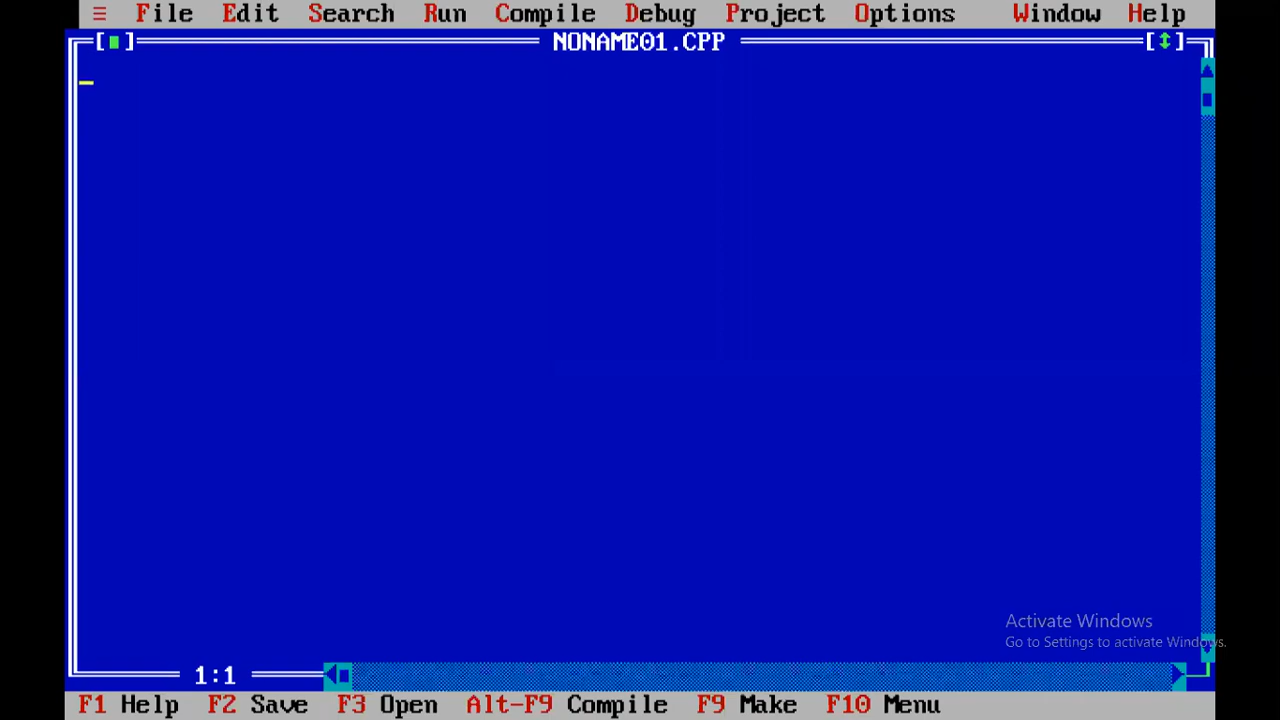 ≡ File Edit Search Run Compile Debug Project Options Window Help
[■] NONAME01.CPP [↕]
Activate Windows
Go to Settings to activate Windows.
1:1
F1 Help F2 Save F3 Open Alt-F9 Compile F9 Make F10 Menu